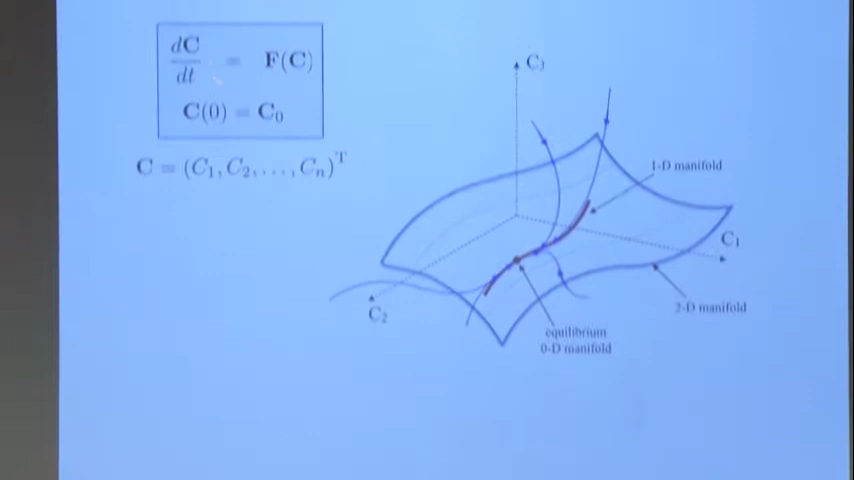 dC/dt = F(C)
C(0) = C₀
C = (C₁, C₂, . . . , Cₙ)ᵀ
C₃
1-D manifold
C₁
C₂
2-D manifold
equilibrium
0-D manifold